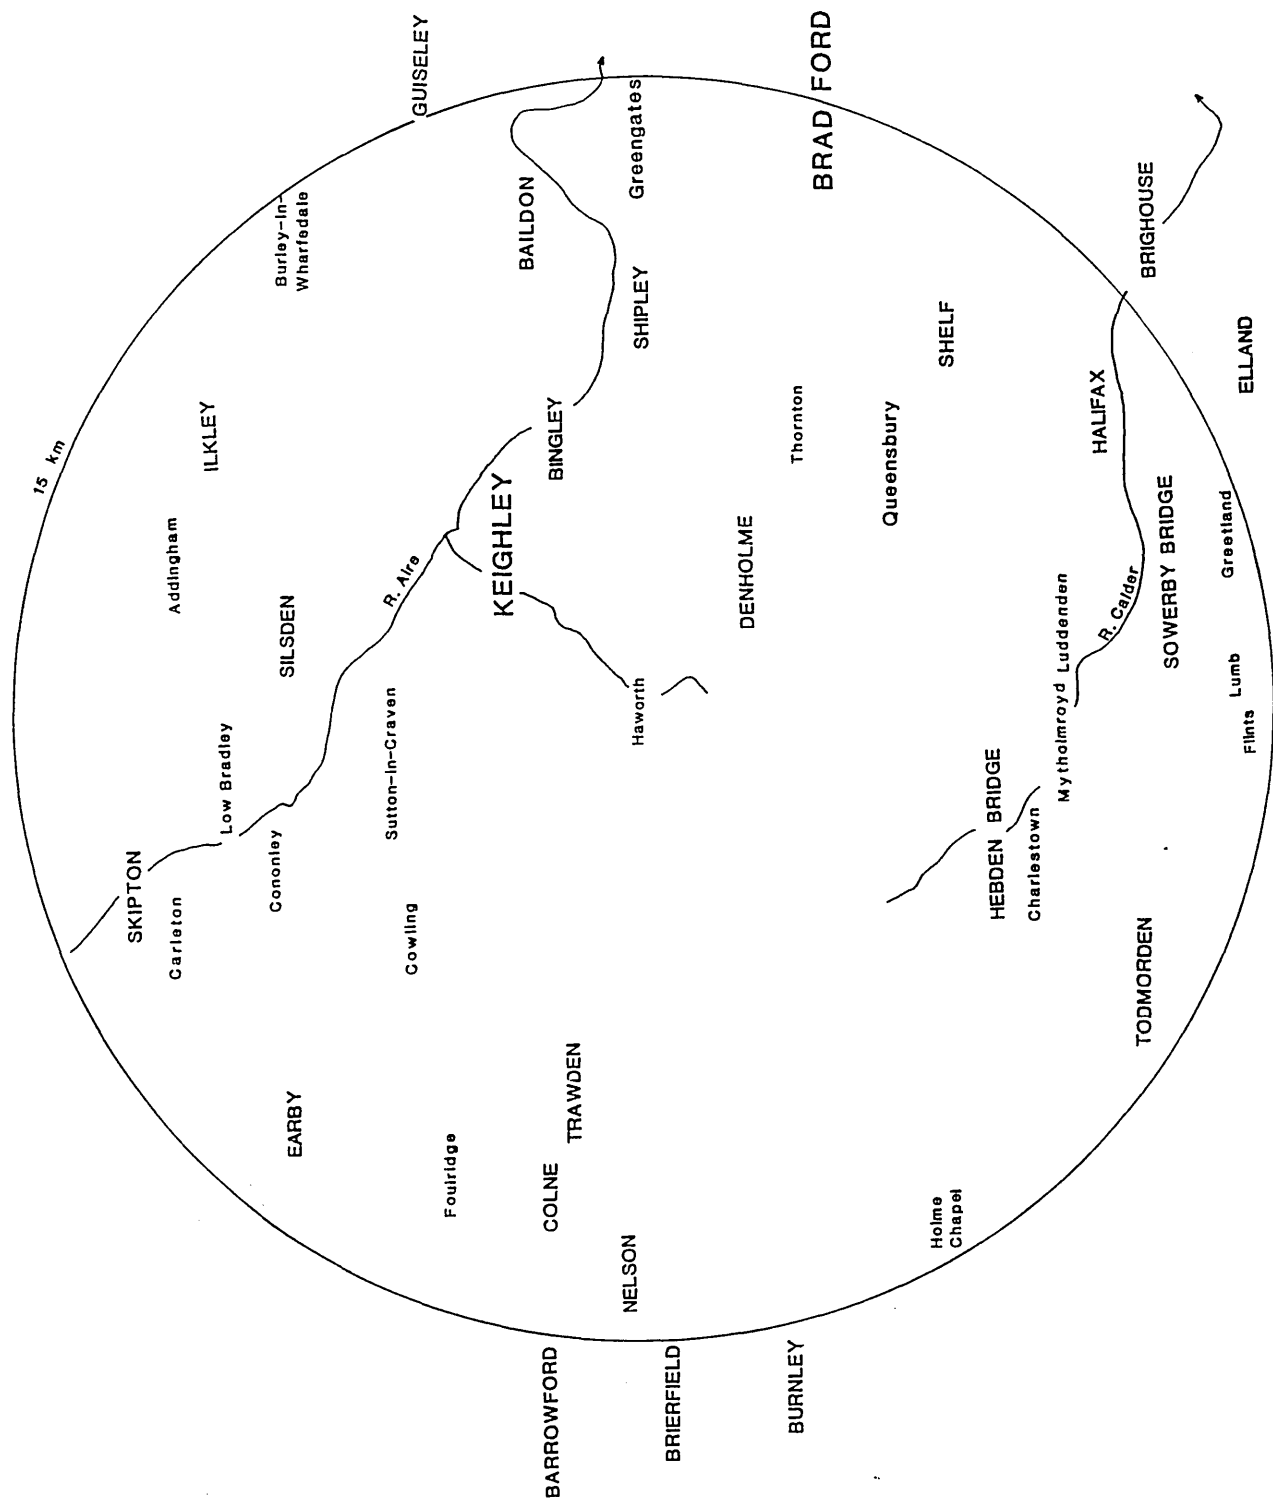 15 km
SKIPTON
Carleton
Low Bradley
Cononley
Addingham
ILKLEY
SILSDEN
Burley-in-
Wharfedale
GUISELEY
EARBY
Cowling
Sutton-in-Craven
R. Aire
Foulridge
KEIGHLEY
BINGLEY
BAILDON
COLNE
TRAWDEN
BARROWFORD
NELSON
Haworth
SHIPLEY
Greengates
BRIERFIELD
DENHOLME
Thornton
BURNLEY
BRAD FORD
Queensbury
SHELF
Holme
Chapel
HEBDEN BRIDGE
Charlestown
Mytholmroyd
Luddenden
R. Calder
HALIFAX
BRIGHOUSE
TODMORDEN
SOWERBY BRIDGE
Flints
Lumb
Greetland
ELLAND